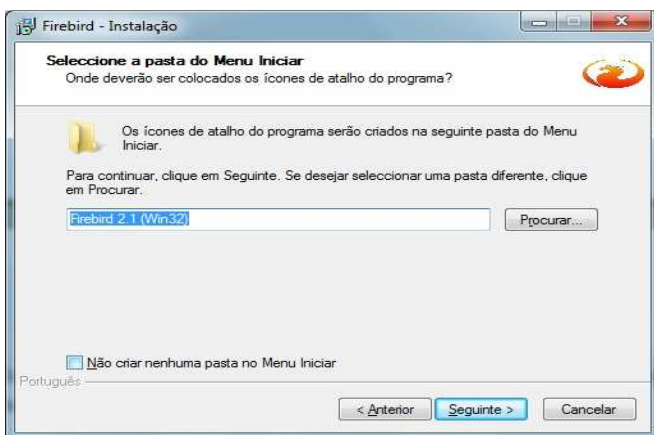 Firebird - Instalação
Seleccione a pasta do Menu Iniciar
Onde deverão ser colocados os ícones de atalho do programa?
Os ícones de atalho do programa serão criados na seguinte pasta do Menu
Iniciar.
Para continuar, clique em Seguinte. Se desejar seleccionar uma pasta diferente, clique
em Procurar.
Firebird 2.1 (Win32)
Procurar...
Não criar nenhuma pasta no Menu Iniciar
Português
< Anterior
Seguinte >
Cancelar